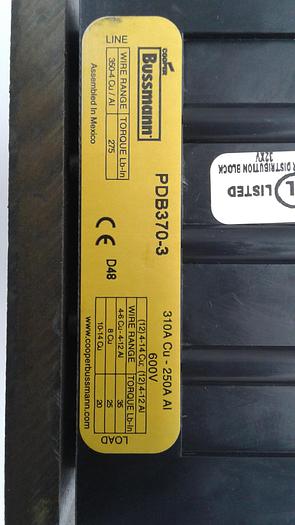 COOPER
Bussmann
LINE
WIRE RANGE TORQUE Lb-In
350-4 Cu / Al 275
Assembled In Mexico
PDB370-3
CE D48
310A Cu - 250A Al
600V
(12) 4-14 Cu, (12) 4-12 Al
WIRE RANGE TORQUE Lb-In
4-6 Cu - 4-12 Al 35
8 Cu 25
10-14 Cu 20
LOAD
www.cooperbussmann.com
LISTED
R DISTRIBUTION BLOCK
32XV